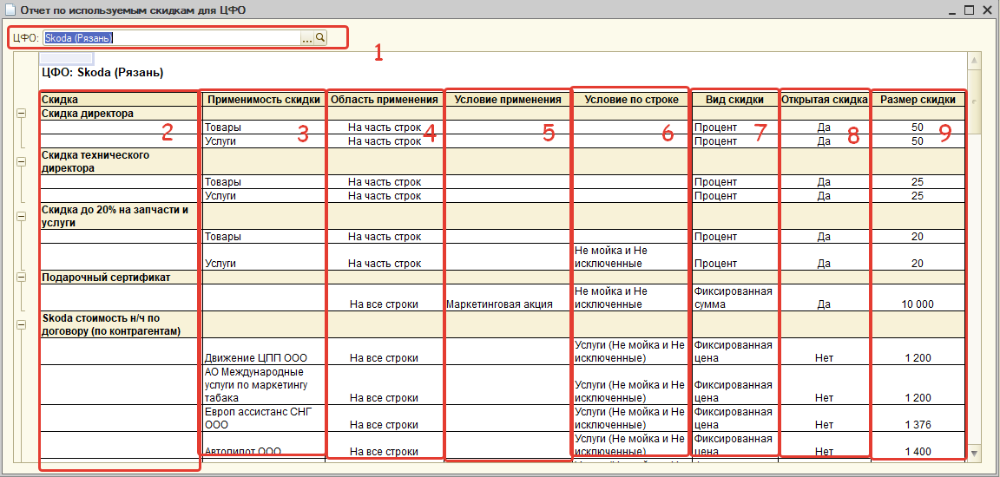 Отчет по используемым скидкам для ЦФО
ЦФО: Skoda (Рязань) ...
1
ЦФО: Skoda (Рязань)
Скидка Применимость скидки Область применения Условие применения Условие по строке Вид скидки Открытая скидка Размер скидки
Скидка директора
2 3 4 5 6 7 8 9
Товары На часть строк Процент Да 50
Услуги На часть строк Процент Да 50
Скидка технического
директора
Товары На часть строк Процент Да 25
Услуги На часть строк Процент Да 25
Скидка до 20% на запчасти и
услуги
Товары На часть строк Процент Да 20
Не мойка и Не
Услуги На часть строк исключенные Процент Да 20
Подарочный сертификат
Не мойка и Не Фиксированная
На все строки Маркетинговая акция исключенные сумма Да 10 000
Skoda стоимость н/ч по
договору (по контрагентам)
Услуги (Не мойка и Не Фиксированная
Движение ЦПП ООО На все строки исключенные) цена Нет 1 200
АО Международные
услуги по маркетингу Услуги (Не мойка и Не Фиксированная
табака На все строки исключенные) цена Нет 1 200
Европ ассистанс СНГ Услуги (Не мойка и Не Фиксированная
ООО На все строки исключенные) цена Нет 1 376
Услуги (Не мойка и Не Фиксированная
Автопилот ООО На все строки исключенные) цена Нет 1 400